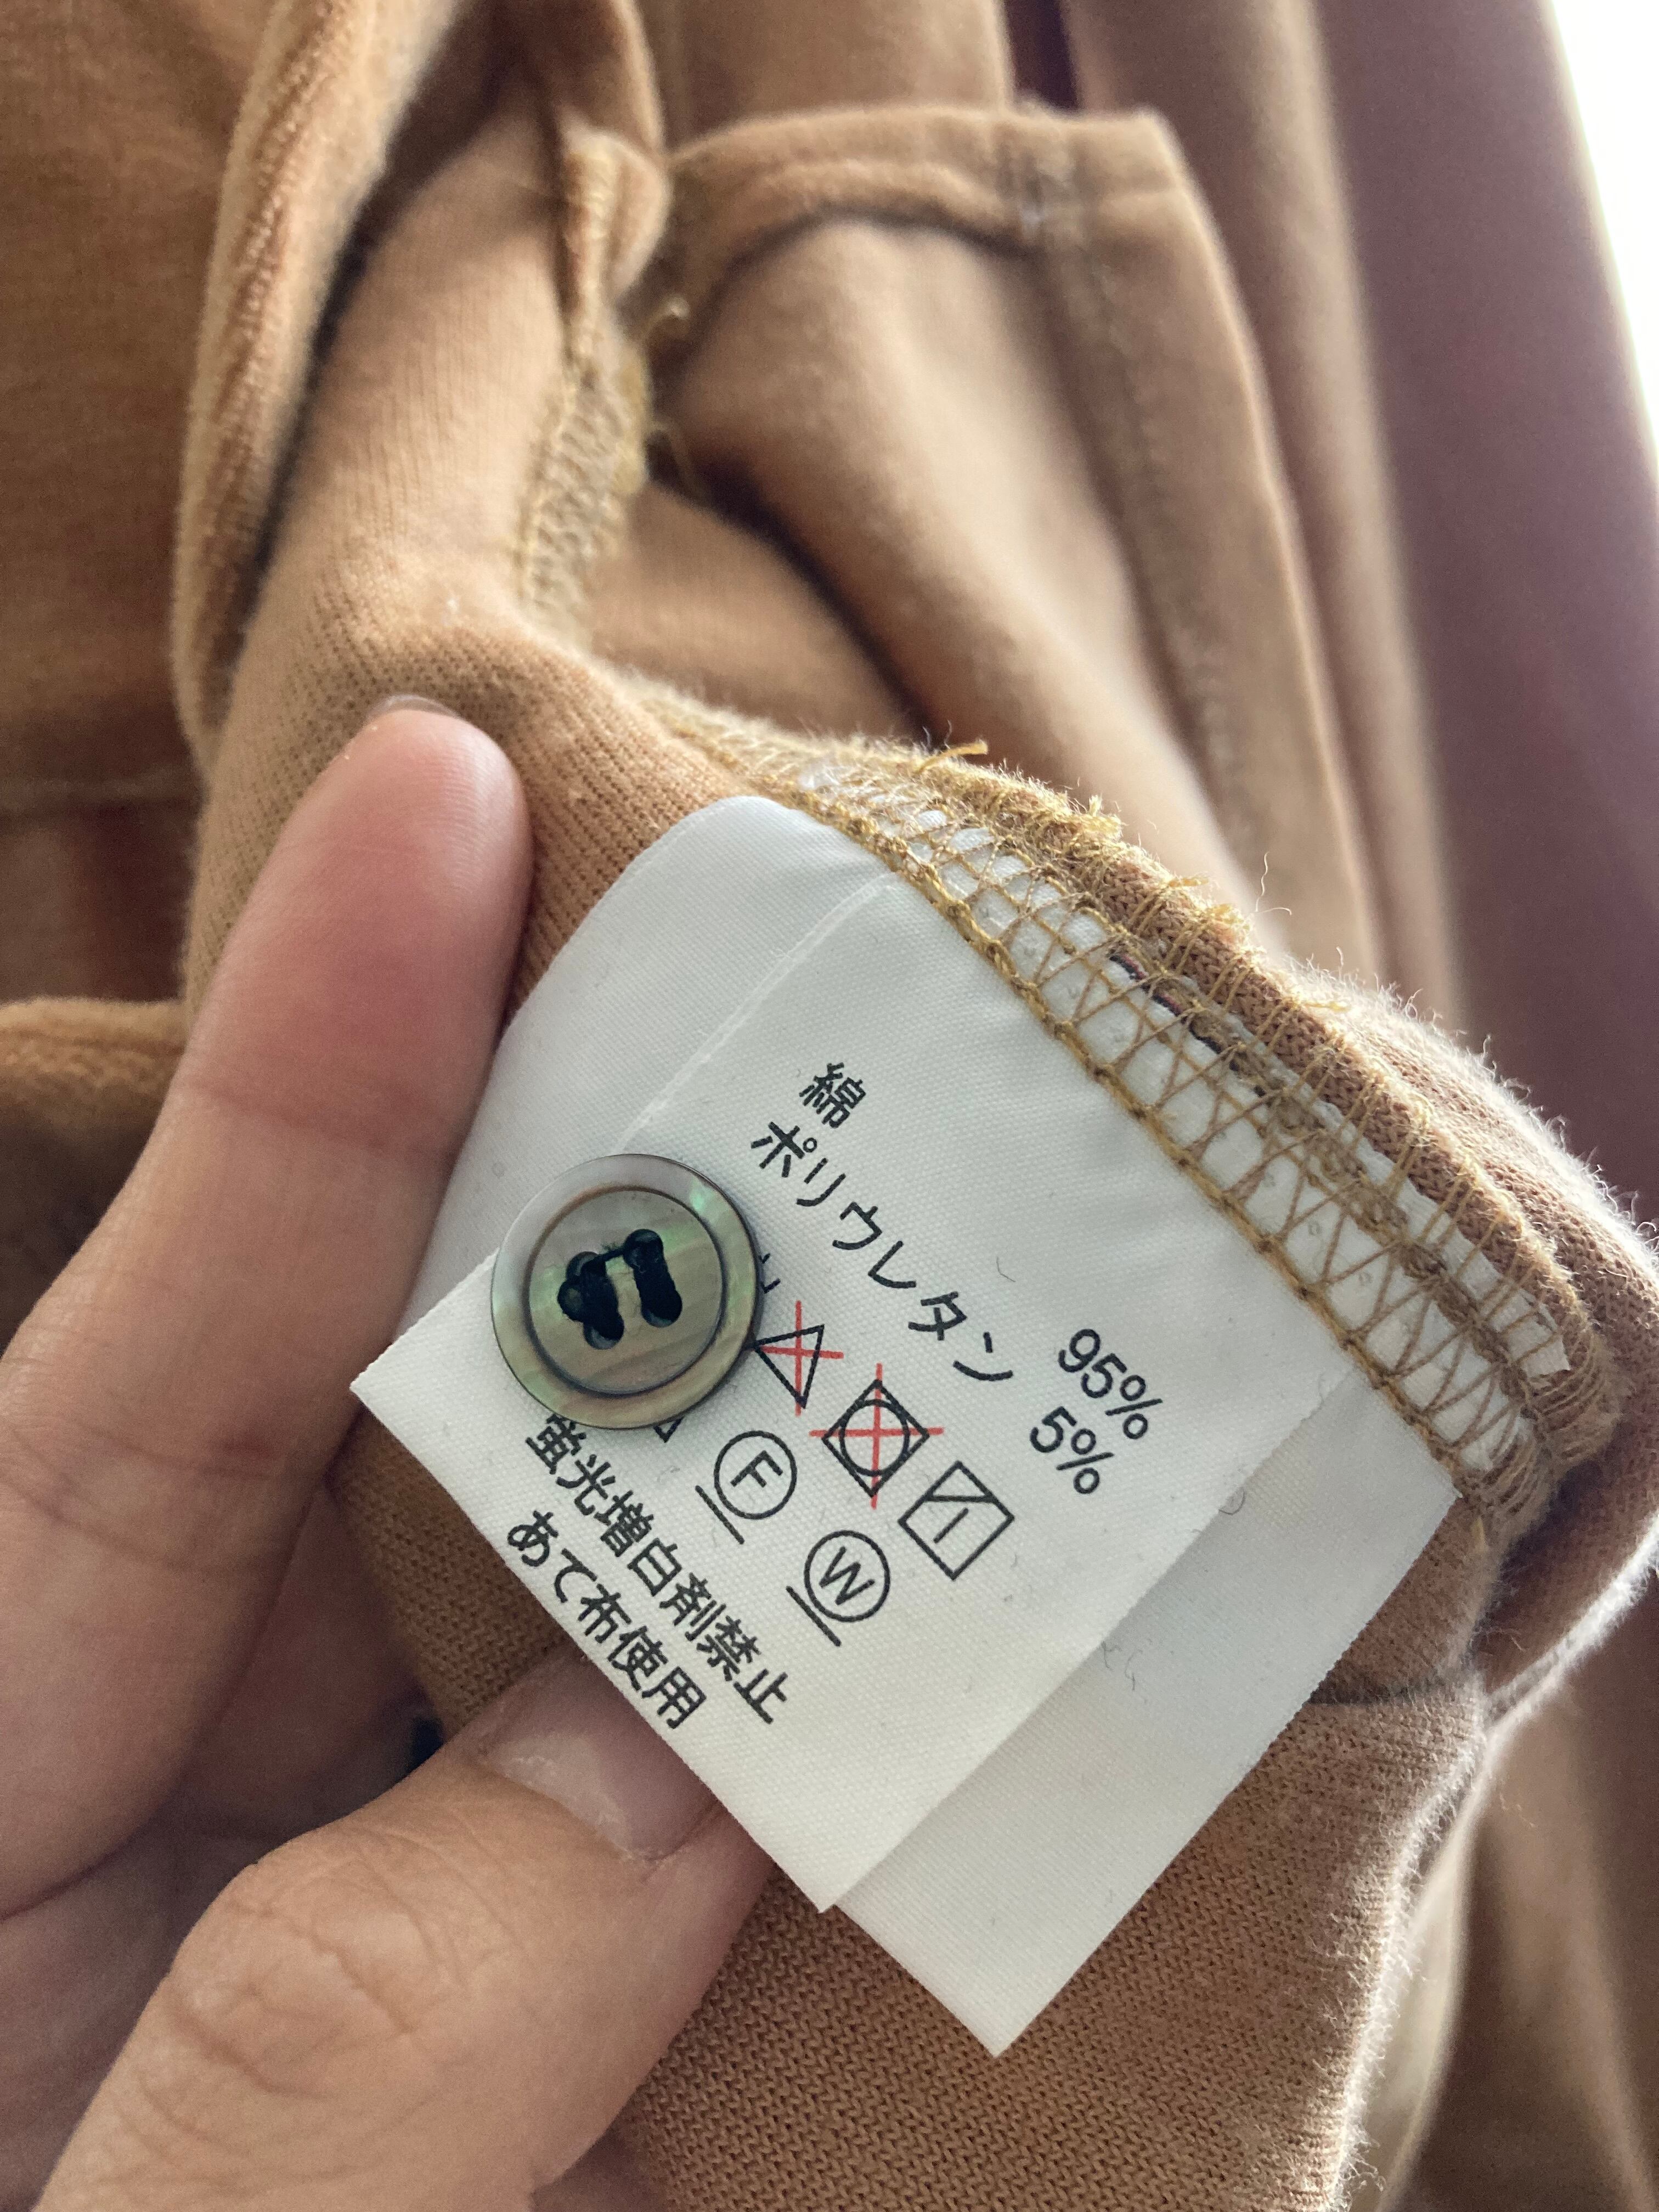 綿 95%
ポリウレタン 5%
F W
蛍光増白剤禁止
あて布使用